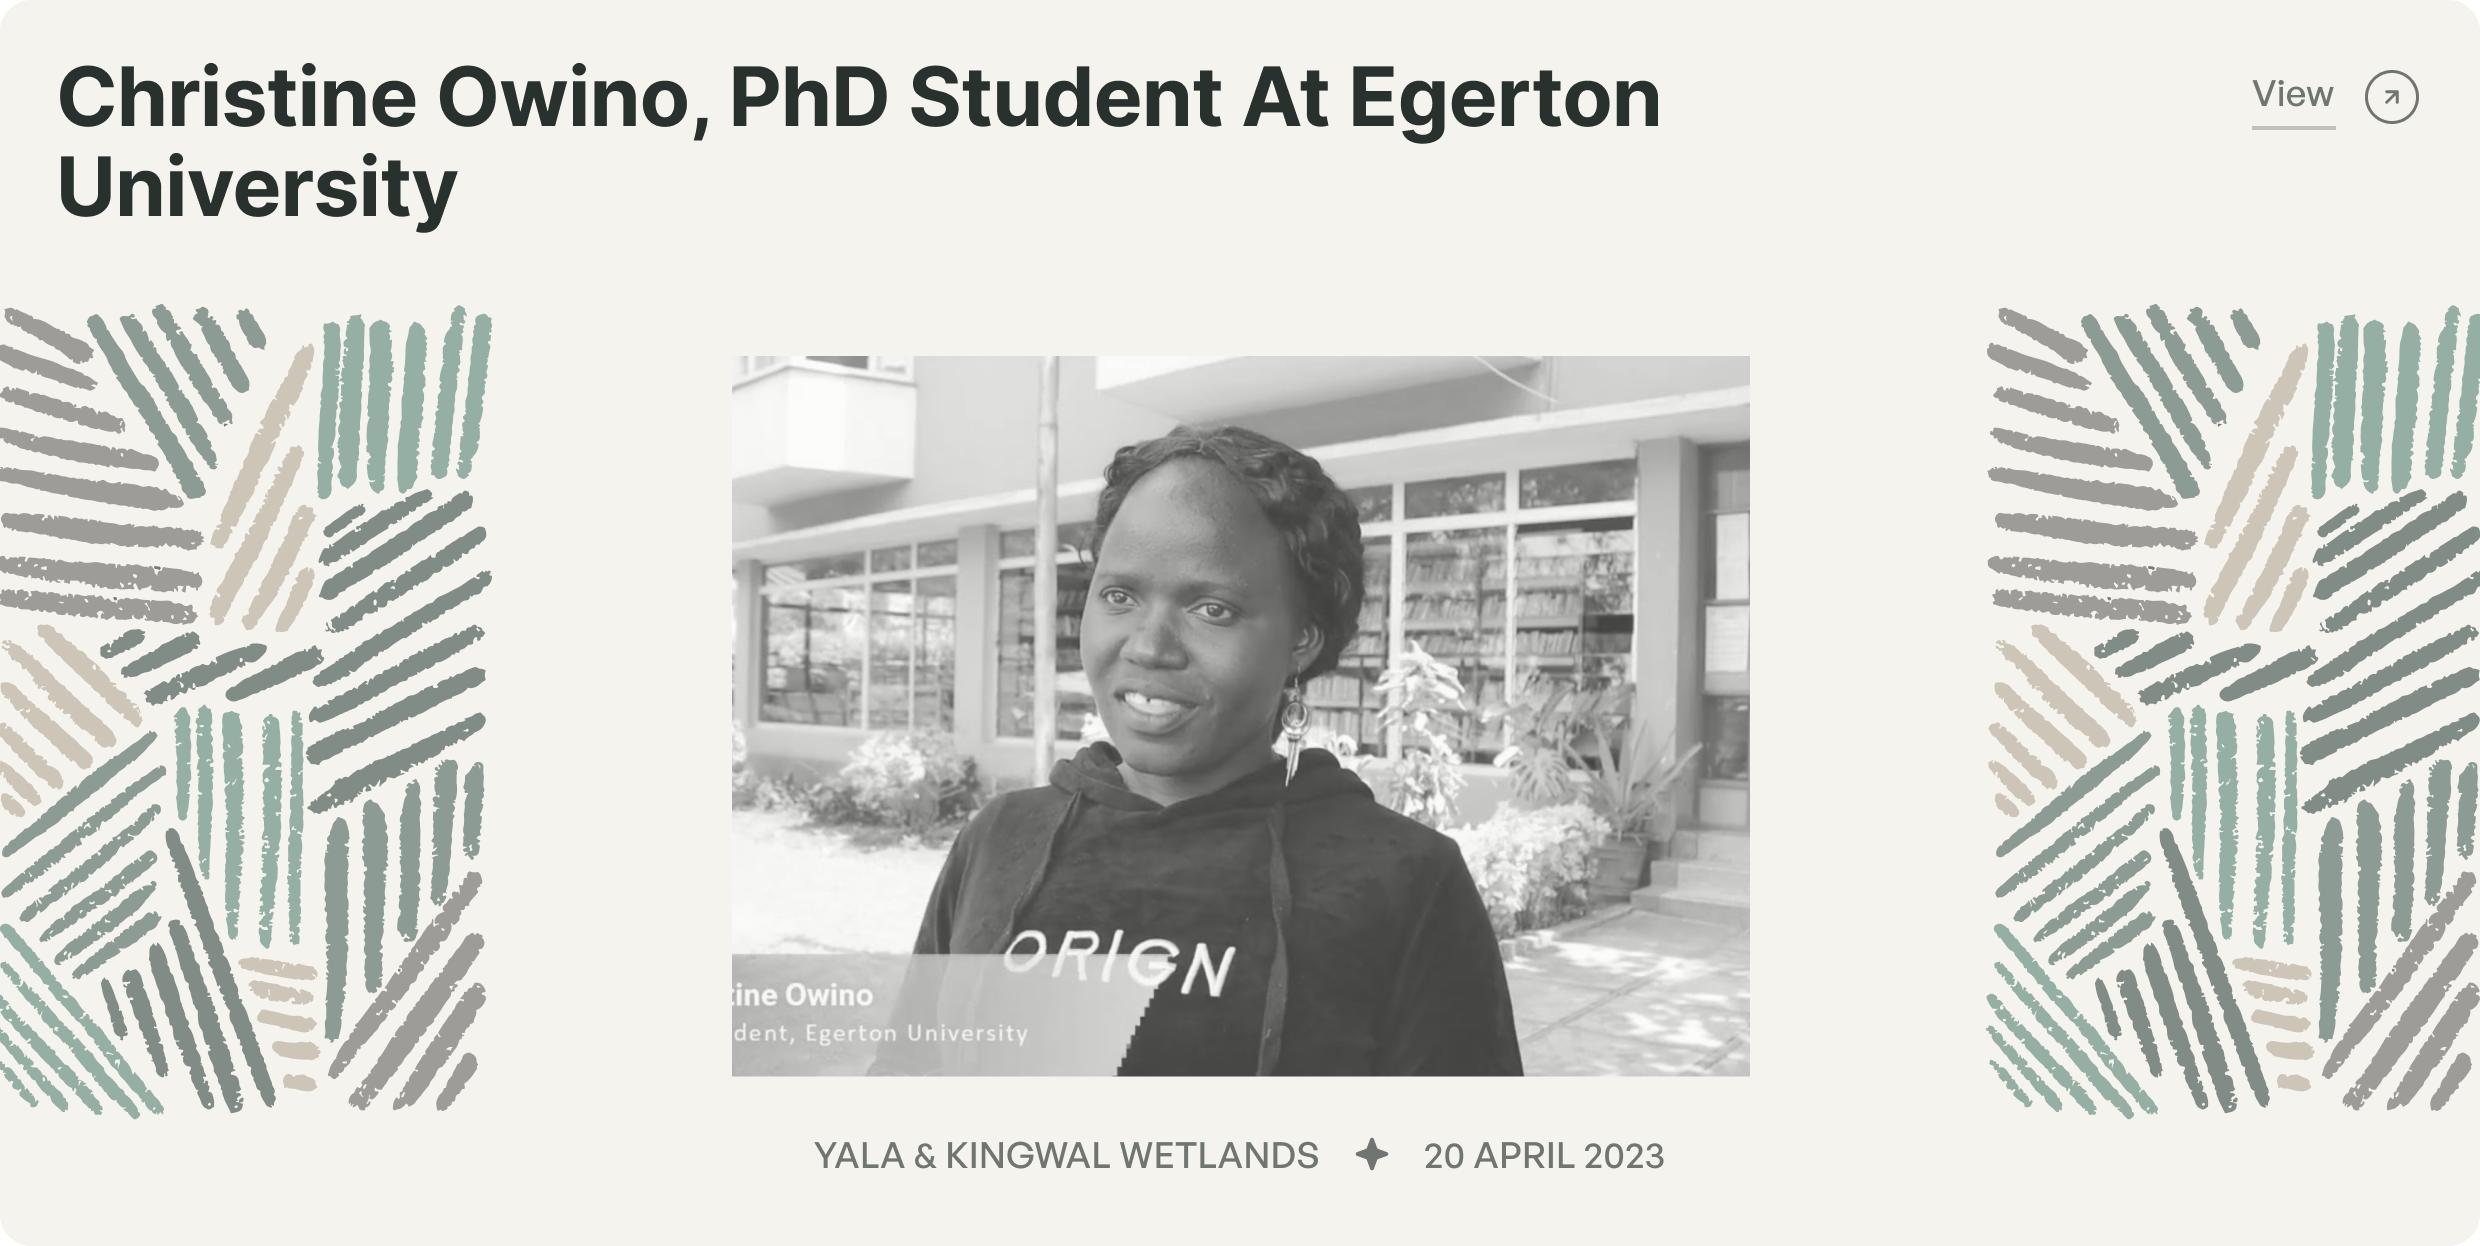 Christine Owino, PhD Student At Egerton
University
View
ORIGN
tine Owino
dent, Egerton University
YALA & KINGWAL WETLANDS
20 APRIL 2023